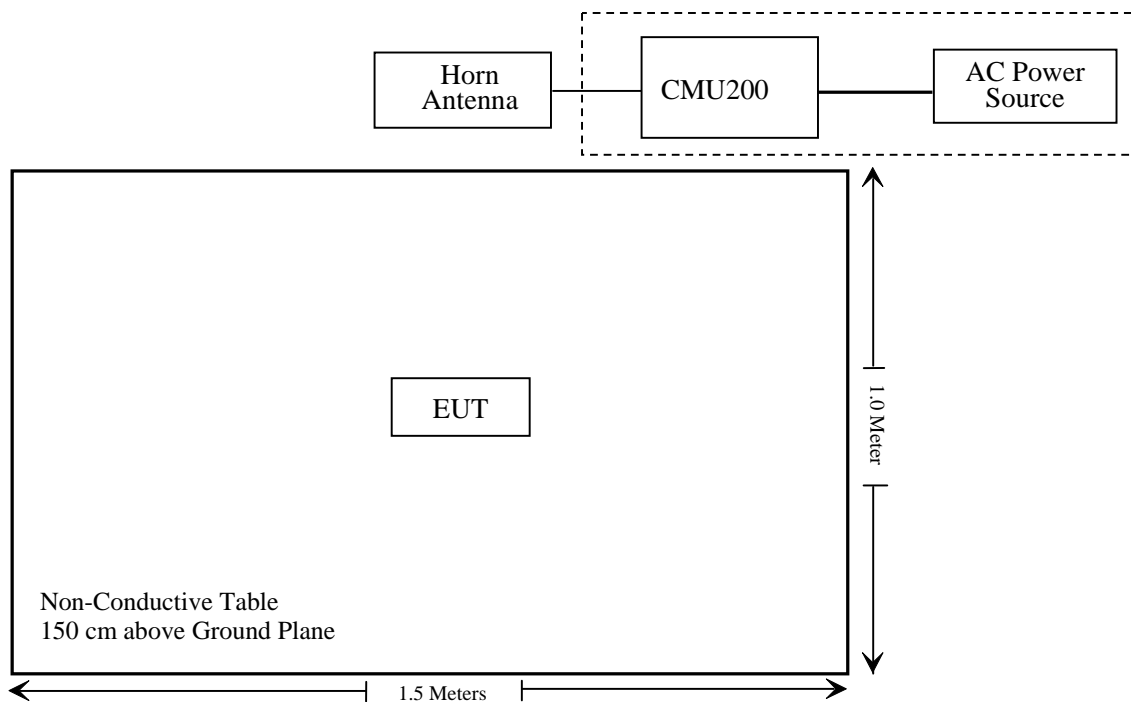 Horn
Antenna
CMU200
AC Power
Source
EUT
1.0 Meter
Non-Conductive Table
150 cm above Ground Plane
1.5 Meters